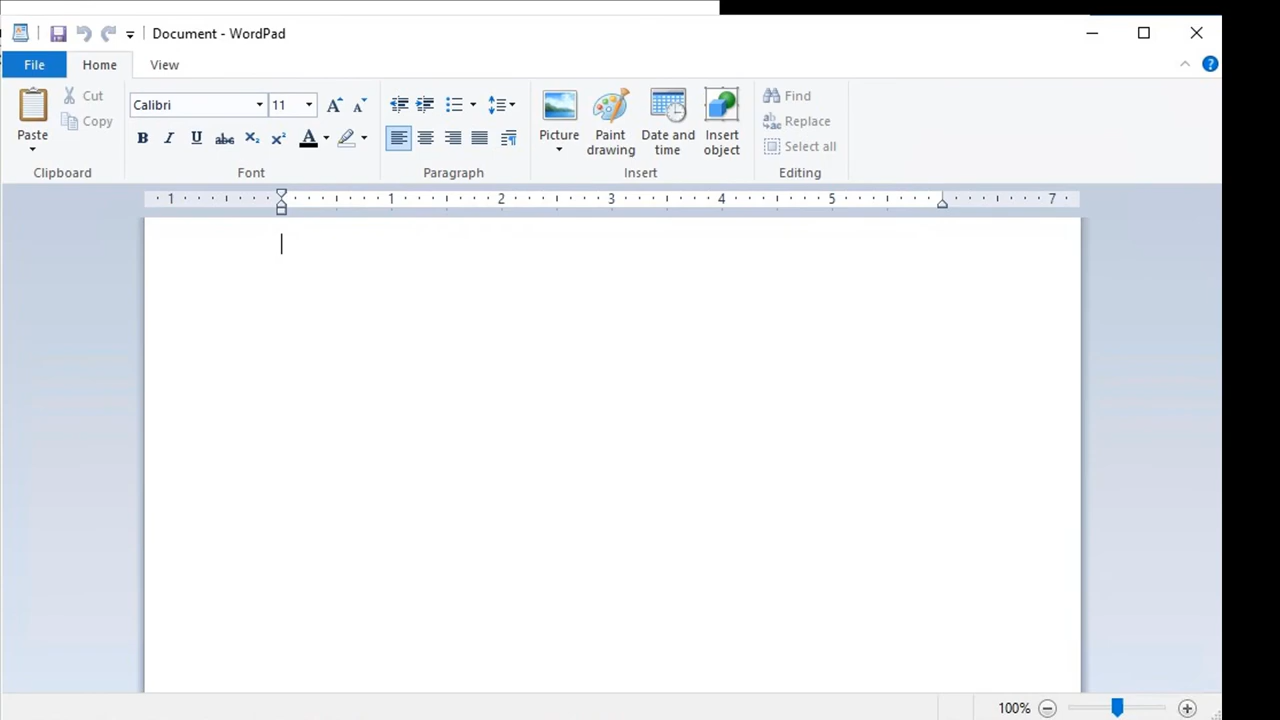 Document - WordPad
File Home View
Paste
Cut
Copy
Clipboard
Calibri 11
B I U abc X₂ X² A
Font
Paragraph
Picture
Paint drawing
Date and time
Insert object
Insert
Find
Replace
Select all
Editing
1 1 2 3 4 5 7
100%